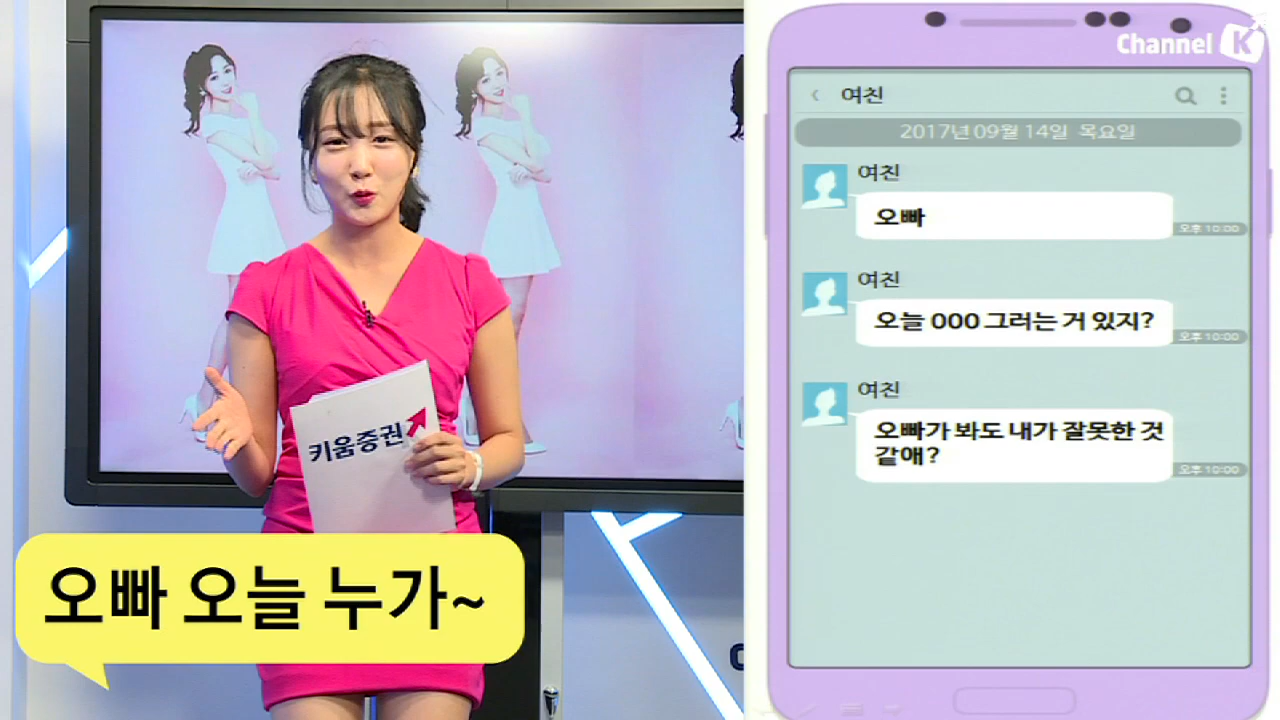 Channel K
여친
2017년 09월 14일 목요일
여친
오빠
오후 10:00
여친
오늘 000 그러는 거 있지?
오후 10:00
여친
오빠가 봐도 내가 잘못한 것
같애?
오후 10:00
키움증권
오빠 오늘 누가~